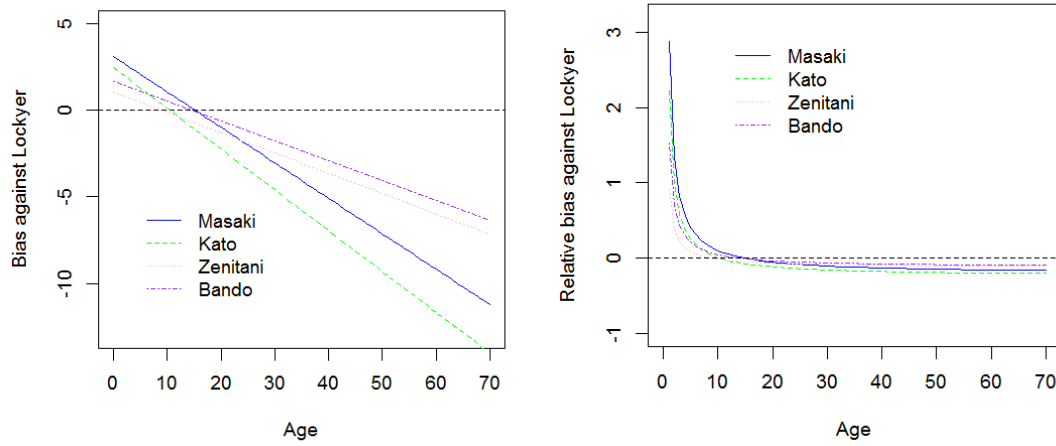 Bias against Lockyer
5
0
-5
-10
Masaki
Kato
Zenitani
Bando
0 10 20 30 40 50 60 70
Age
Relative bias against Lockyer
3
2
1
0
-1
Masaki
Kato
Zenitani
Bando
0 10 20 30 40 50 60 70
Age